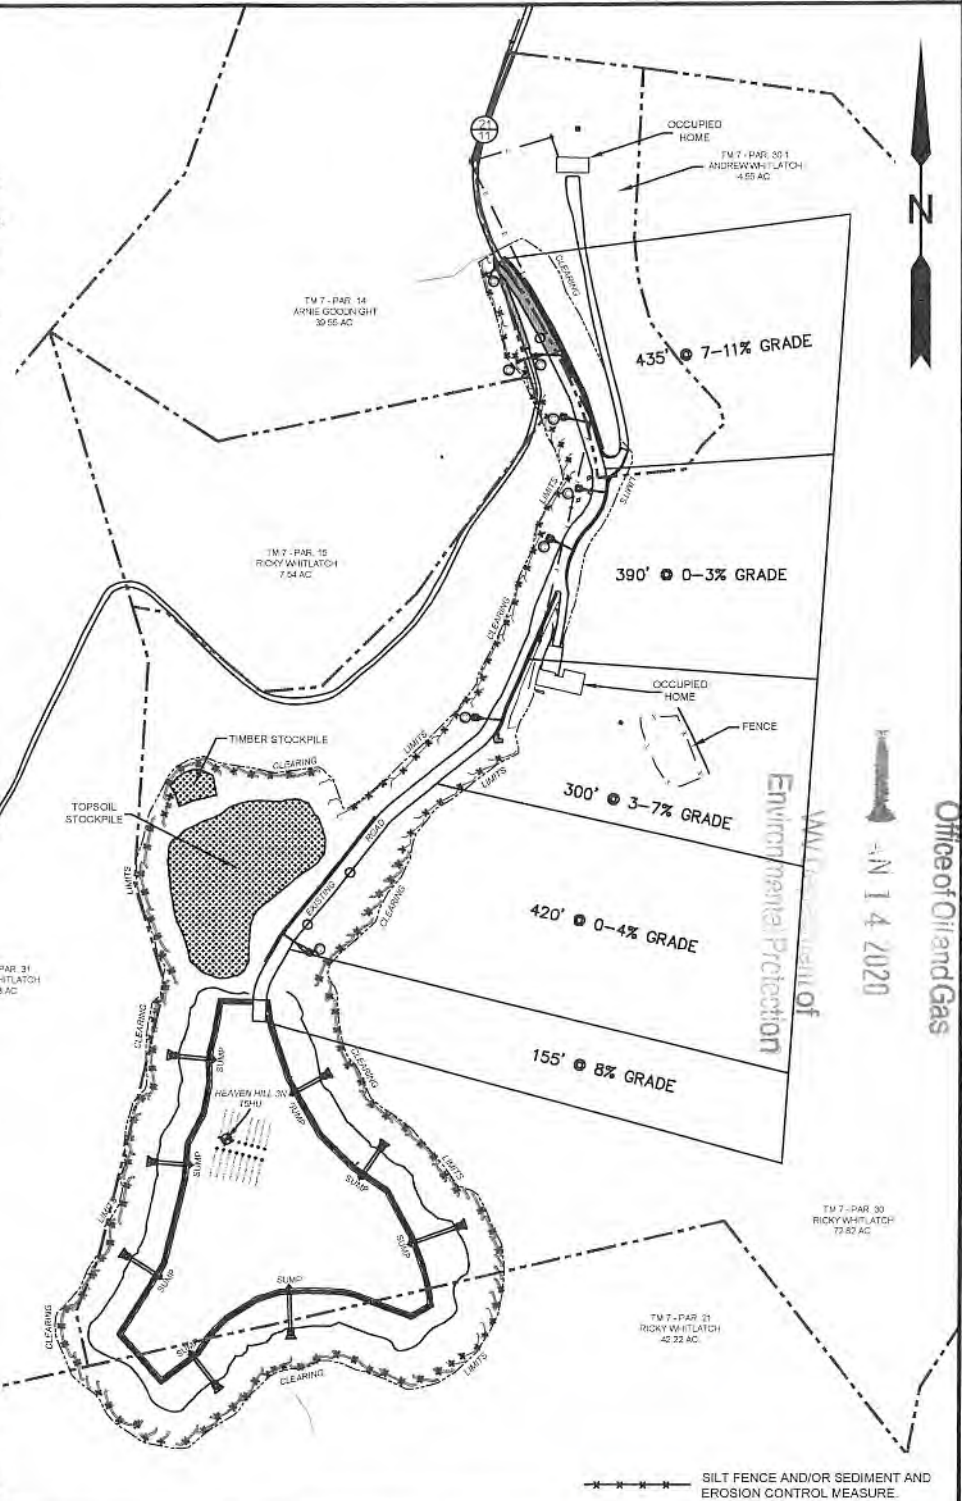 21
11
OCCUPIED
HOME
TM 7 - PAR. 30.1
ANDREW WHITLATCH
4.55 AC
N
CLEARING
TM 7 - PAR. 14
ARNIE GOODNIGHT
39.55 AC
435' @ 7-11% GRADE
LIMITS
LIMITS
TM 7 - PAR. 15
RICKY WHITLATCH
7.54 AC
390' @ 0-3% GRADE
CLEARING
OCCUPIED
HOME
FENCE
TIMBER STOCKPILE
LIMITS
CLEARING
LIMITS
TOPSOIL
STOCKPILE
300' @ 3-7% GRADE
ROAD
EXISTING
LIMITS
CLEARING
420' @ 0-4% GRADE
Office of Oil and Gas
14 2020
of
Environmental Protection
PAR. 31
AC
CLEARING
CLEARING
155' @ 8% GRADE
SUMP
HEAVEN HILL 3N
15HU
SUMP
SUMP
SUMP
LIMITS
LIMITS
SUMP
SUMP
SUMP
SUMP
TM 7 - PAR. 30
RICKY WHITLATCH
72.82 AC
TM 7 - PAR. 21
RICKY WHITLATCH
42.22 AC
CLEARING
CLEARING
LIMITS
SILT FENCE AND/OR SEDIMENT AND
EROSION CONTROL MEASURE.